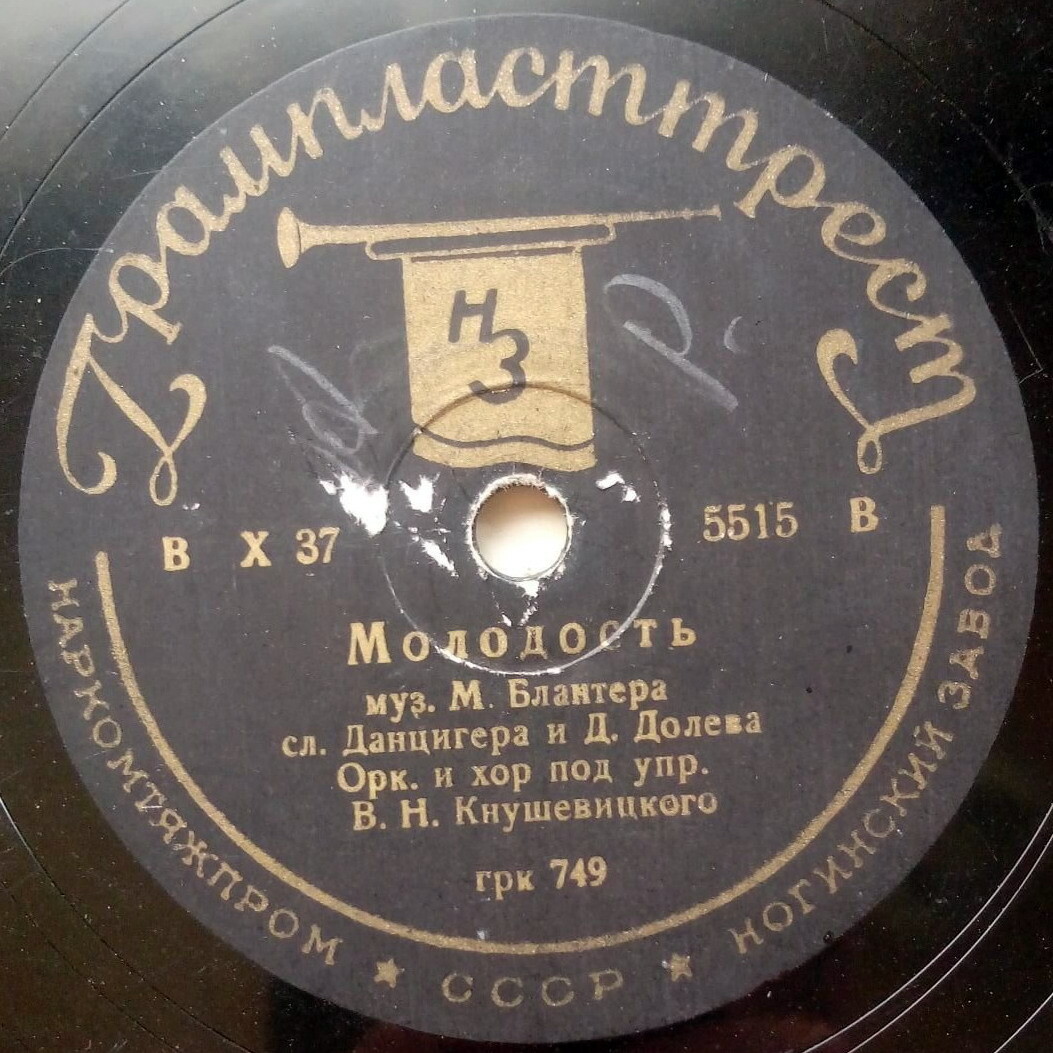 Грампласттрест
НЗ
В Х 37
5515 В
Молодость
муз. М. Блантера
сл. Данцигера и Д. Долева
Орк. и хор под упр.
В. Н. Кнушевицкого
грк 749
НАРКОМТЯЖПРОМ ★ СССР ★ НОГИНСКИЙ ЗАВОД